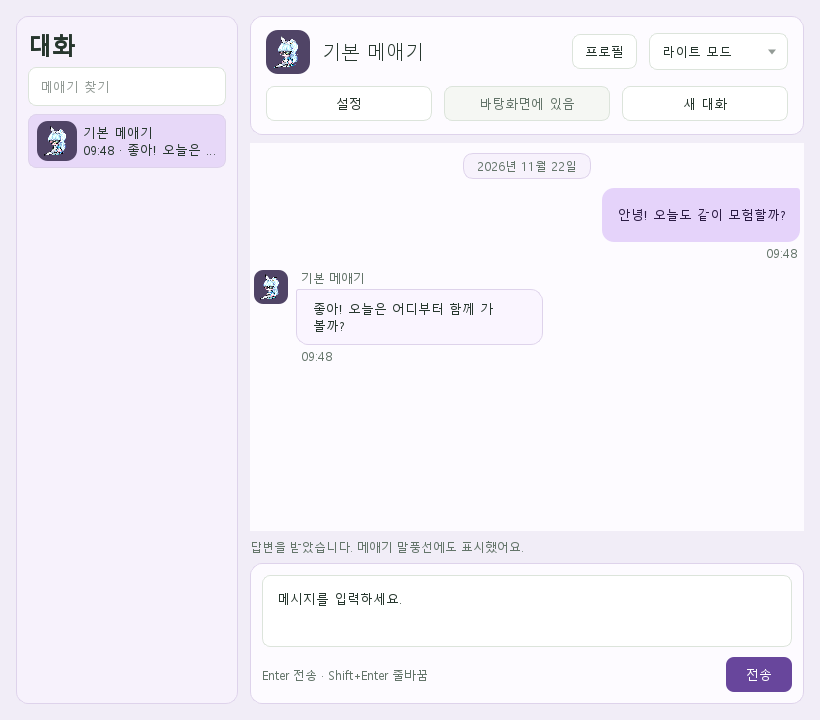 대화
메애기 찾기
기본 메애기
09:48 · 좋아! 오늘은 ...
기본 메애기
프로필
라이트 모드
설정
바탕화면에 있음
새 대화
2026년 11월 22일
안녕! 오늘도 같이 모험할까?
09:48
기본 메애기
좋아! 오늘은 어디부터 함께 가
볼까?
09:48
답변을 받았습니다. 메애기 말풍선에도 표시했어요.
메시지를 입력하세요.
Enter 전송 · Shift+Enter 줄바꿈
전송